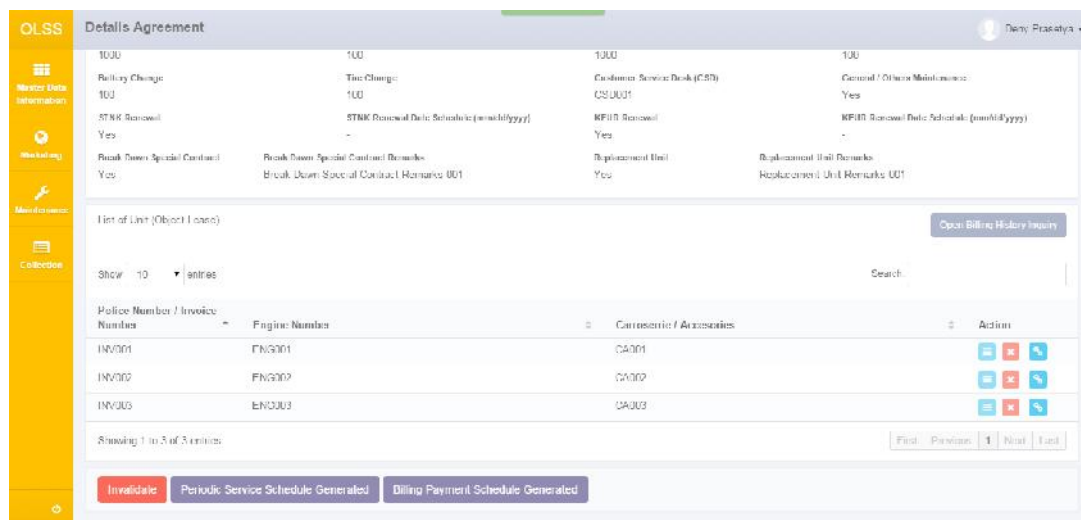 OLSS
Details Agreement
Deny Prasetya
Master Data
Information
Marketing
Maintenance
Collection
1000 100 1000 100
Battery Change Tire Change Customer Service Desk (CSD) General / Others Maintenance
100 100 CSD001 Yes
STNK Renewal STNK Renewal Date Schedule (mm/dd/yyyy) KEUR Renewal KEUR Renewal Date Schedule (mm/dd/yyyy)
Yes - Yes -
Break Down Special Contract Break Down Special Contract Remarks Replacement Unit Replacement Unit Remarks
Yes Break Down Special Contract Remarks 001 Yes Replacement Unit Remarks 001
List of Unit (Object Lease) Open Billing History Inquiry
Show 10 entries Search:
Police Number / Invoice
Number Engine Number Carrosserie / Accesories Action
INV001 ENG001 CA001
INV002 ENG002 CA002
INV003 ENG003 CA003
Showing 1 to 3 of 3 entries First Previous 1 Next Last
Invalidate Periodic Service Schedule Generated Billing Payment Schedule Generated